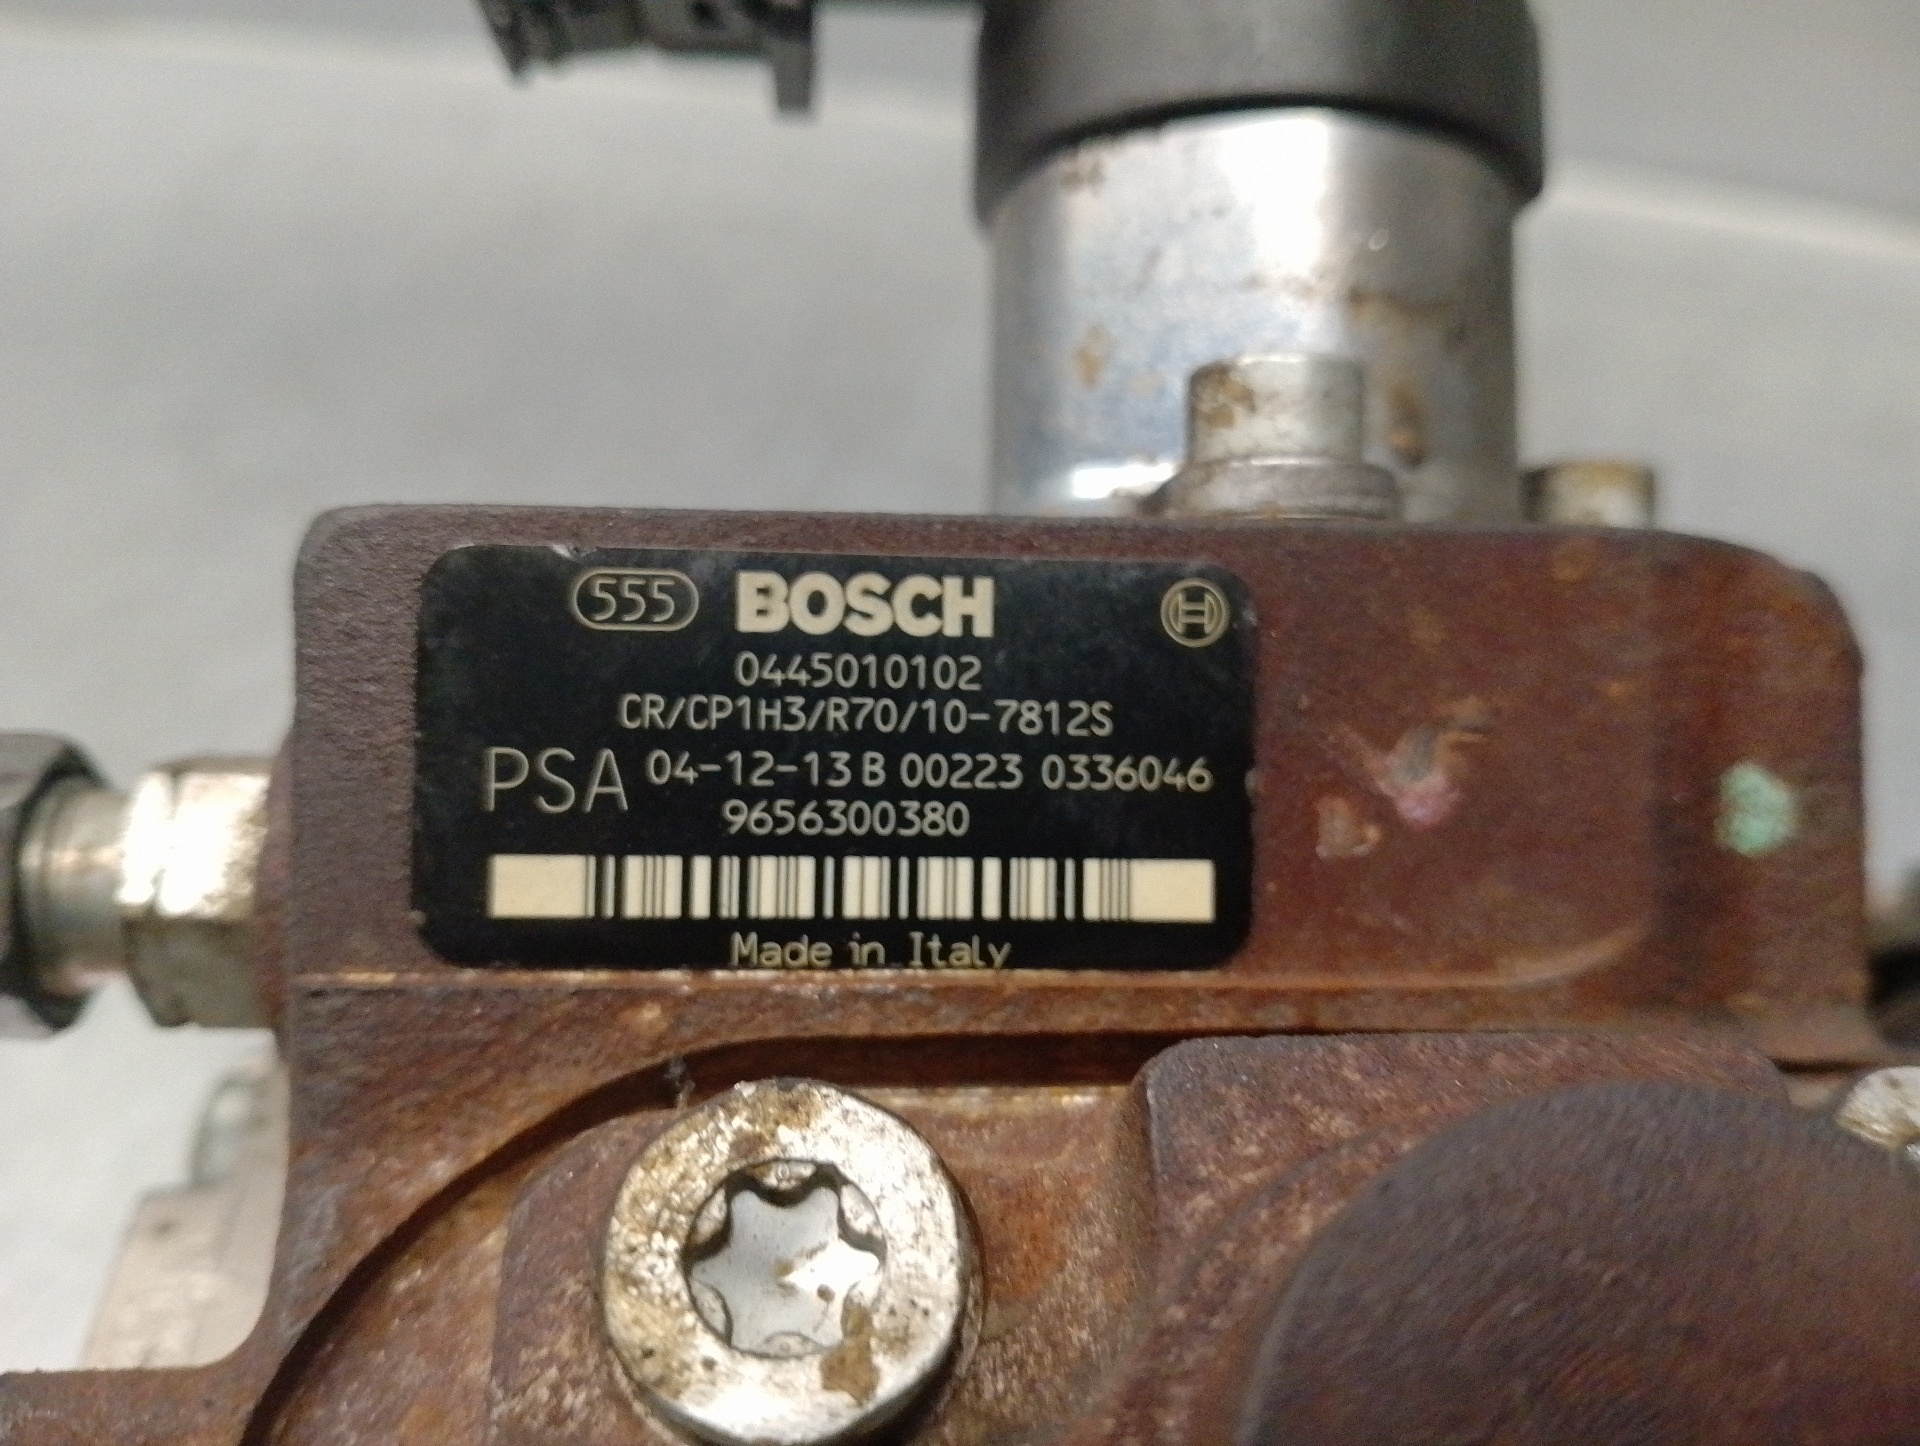 555 BOSCH
0445010102
CR/CP1H3/R70/10-7812S
PSA 04-12-13 B 00223 0336046
9656300380
Made in Italy